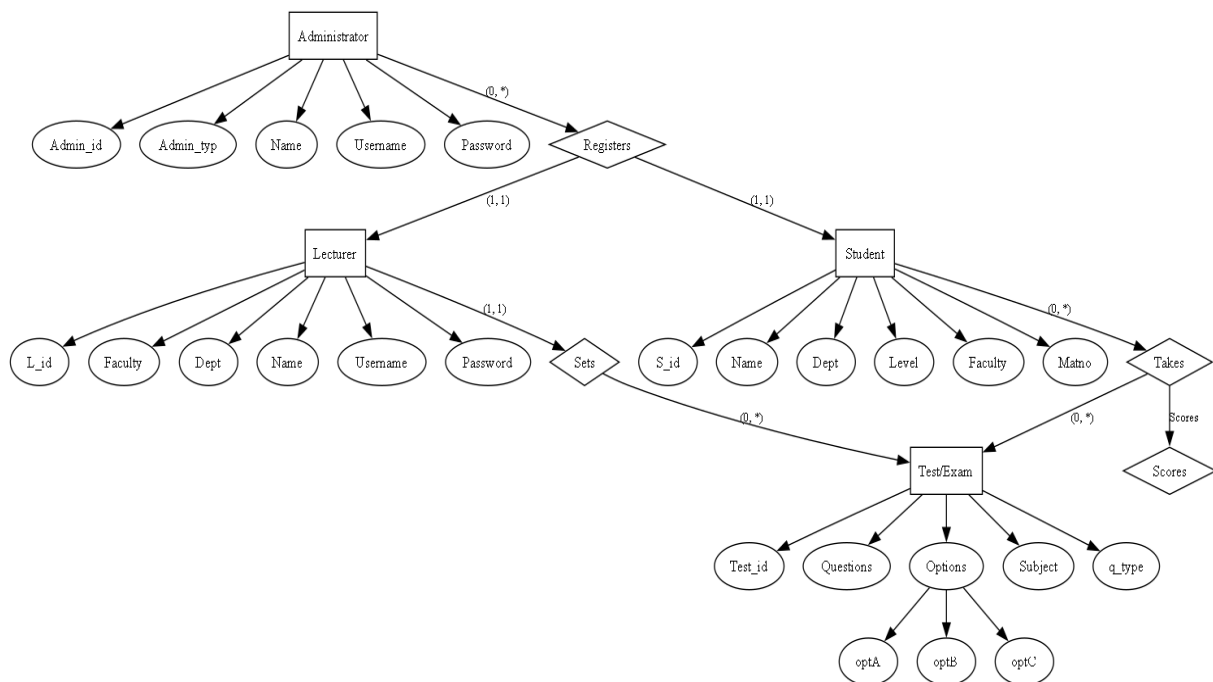 Administrator
(0, *)
Admin_id
Admin_typ
Name
Username
Password
Registers
(1, 1)
(1, 1)
Lecturer
Student
(1, 1)
(0, *)
L_id
Faculty
Dept
Name
Username
Password
Sets
S_id
Name
Dept
Level
Faculty
Matno
Takes
(0, *)
(0, *)
Scores
Test/Exam
Scores
Test_id
Questions
Options
Subject
q_type
optA
optB
optC